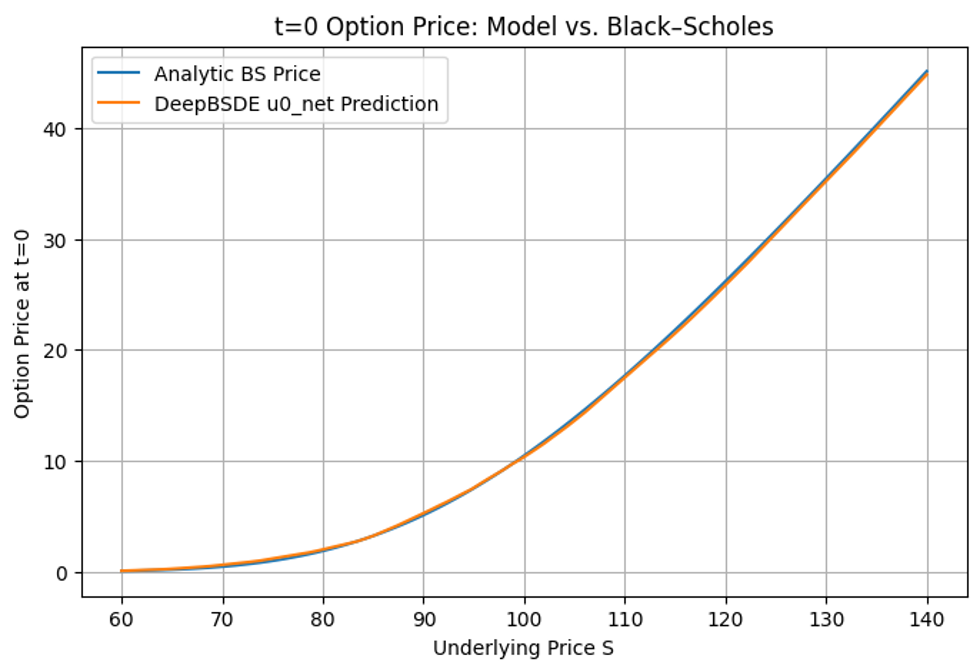 t=0 Option Price: Model vs. Black–Scholes
Analytic BS Price
DeepBSDE u0_net Prediction
Option Price at t=0
40
30
20
10
0
60 70 80 90 100 110 120 130 140
Underlying Price S